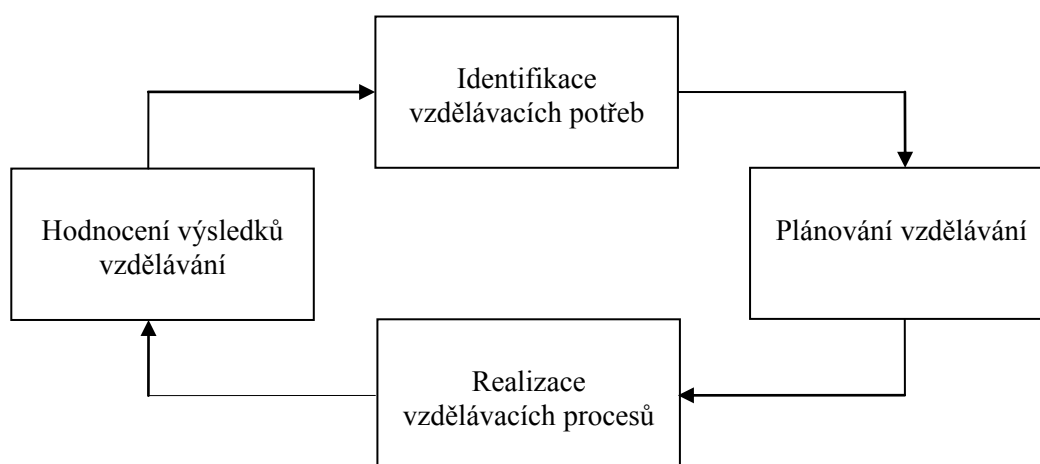 Identifikace
vzdělávacích potřeb
Hodnocení výsledků
vzdělávání
Plánování vzdělávání
Realizace
vzdělávacích procesů